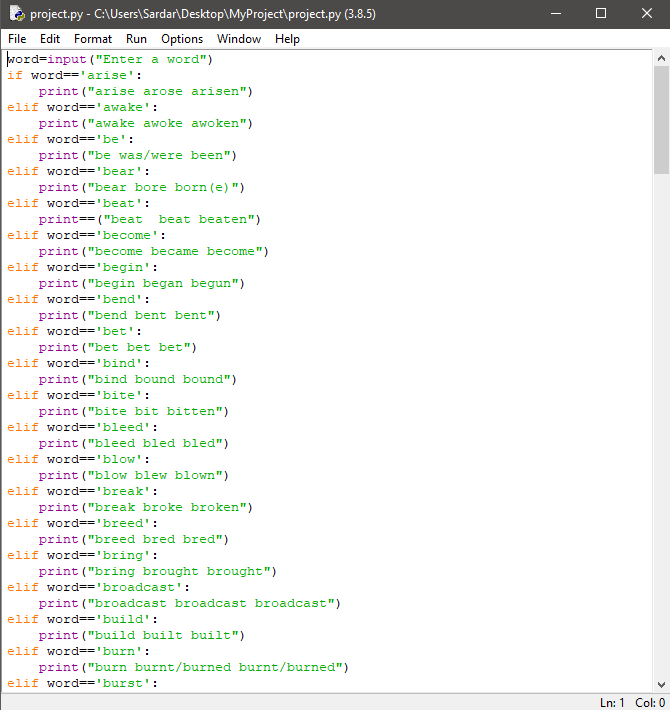 project.py - C:\Users\Sardar\Desktop\MyProject\project.py (3.8.5)
File Edit Format Run Options Window Help
word=input("Enter a word")
if word=='arise':
    print("arise arose arisen")
elif word=='awake':
    print("awake awoke awoken")
elif word=='be':
    print("be was/were been")
elif word=='bear':
    print("bear bore born(e)")
elif word=='beat':
    print==("beat  beat beaten")
elif word=='become':
    print("become became become")
elif word=='begin':
    print("begin began begun")
elif word=='bend':
    print("bend bent bent")
elif word=='bet':
    print("bet bet bet")
elif word=='bind':
    print("bind bound bound")
elif word=='bite':
    print("bite bit bitten")
elif word=='bleed':
    print("bleed bled bled")
elif word=='blow':
    print("blow blew blown")
elif word=='break':
    print("break broke broken")
elif word=='breed':
    print("breed bred bred")
elif word=='bring':
    print("bring brought brought")
elif word=='broadcast':
    print("broadcast broadcast broadcast")
elif word=='build':
    print("build built built")
elif word=='burn':
    print("burn burnt/burned burnt/burned")
elif word=='burst':
Ln: 1 Col: 0